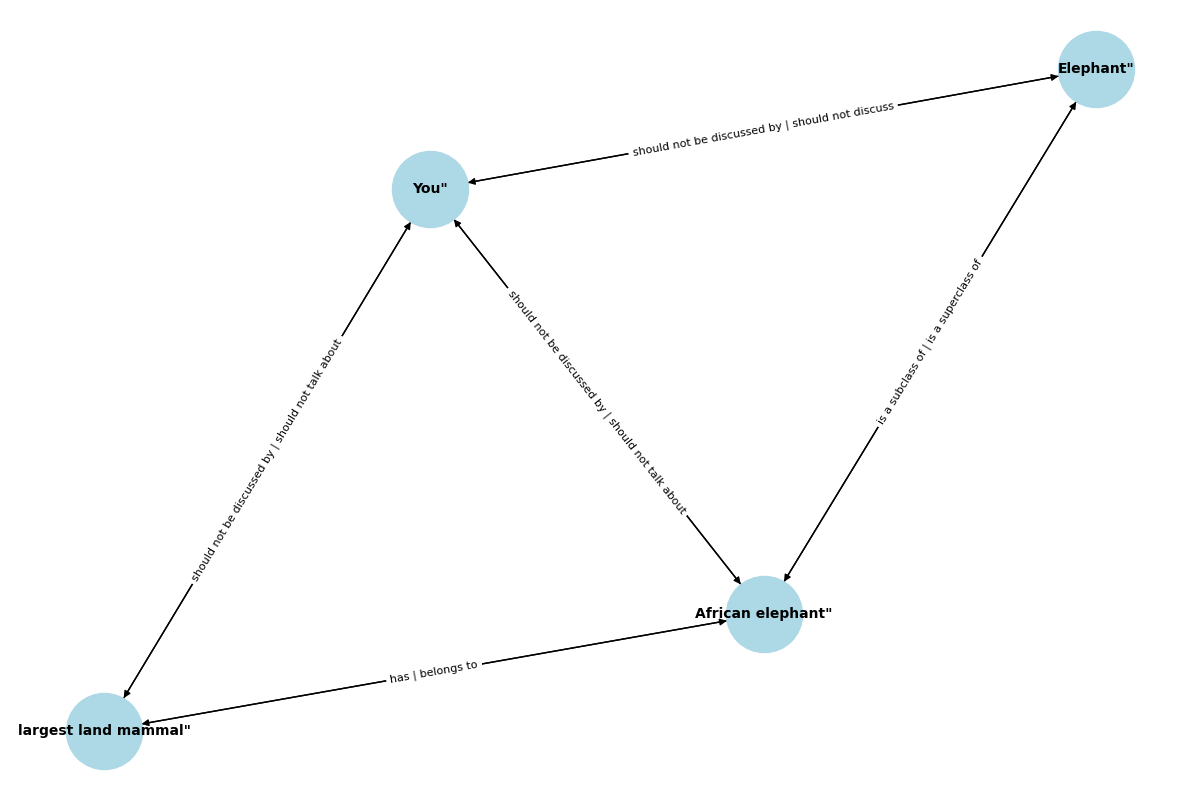 Elephant"
should not be discussed by | should not discuss
You"
is a subclass of | is a superclass of
should not be discussed by | should not talk about
should not be discussed by | should not talk about
African elephant"
has | belongs to
largest land mammal"